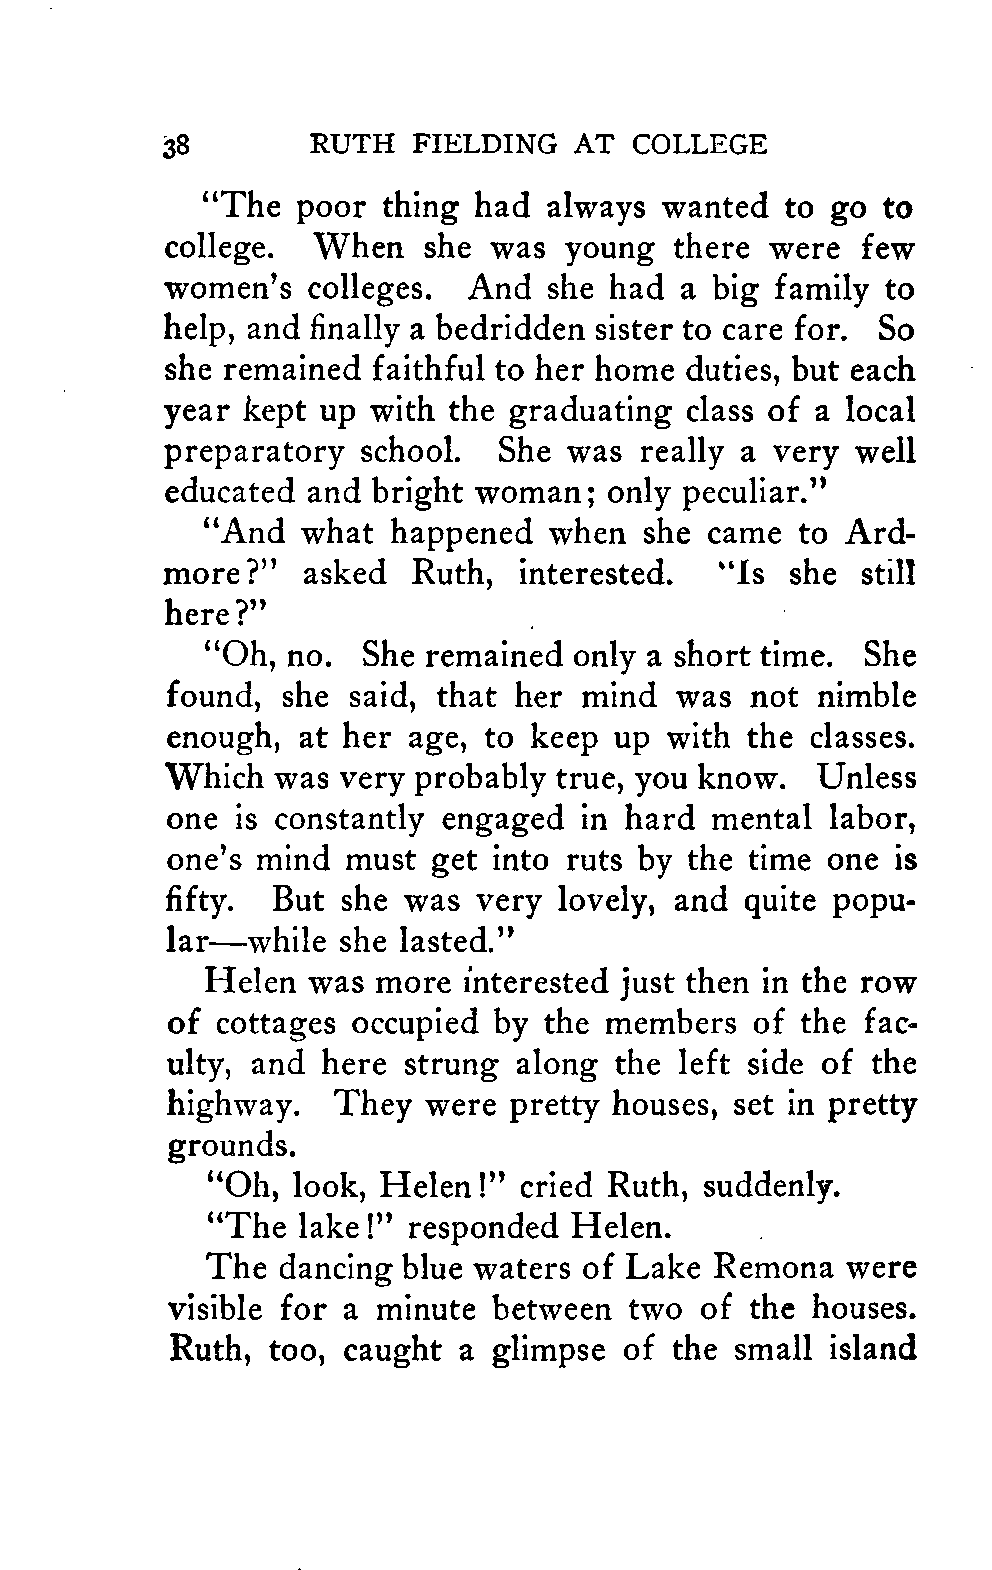 38 RUTH FIELDING AT COLLEGE
“The poor thing had always wanted to go to
college. When she was young there were few
women’s colleges. And she had a big family to
help, and finally a bedridden sister to care for. So
she remained faithful to her home duties, but each
year kept up with the graduating class of a local
preparatory school. She was really a very well
educated and bright woman; only peculiar.”
“And what happened when she came to Ard-
more?” asked Ruth, interested. “Is she still
here?”
“Oh, no. She remained only a short time. She
found, she said, that her mind was not nimble
enough, at her age, to keep up with the classes.
Which was very probably true, you know. Unless
one is constantly engaged in hard mental labor,
one’s mind must get into ruts by the time one is
fifty. But she was very lovely, and quite popu-
lar—while she lasted.”
Helen was more interested just then in the row
of cottages occupied by the members of the fac-
ulty, and here strung along the left side of the
highway. They were pretty houses, set in pretty
grounds.
“Oh, look, Helen!” cried Ruth, suddenly.
“The lake!” responded Helen.
The dancing blue waters of Lake Remona were
visible for a minute between two of the houses.
Ruth, too, caught a glimpse of the small island